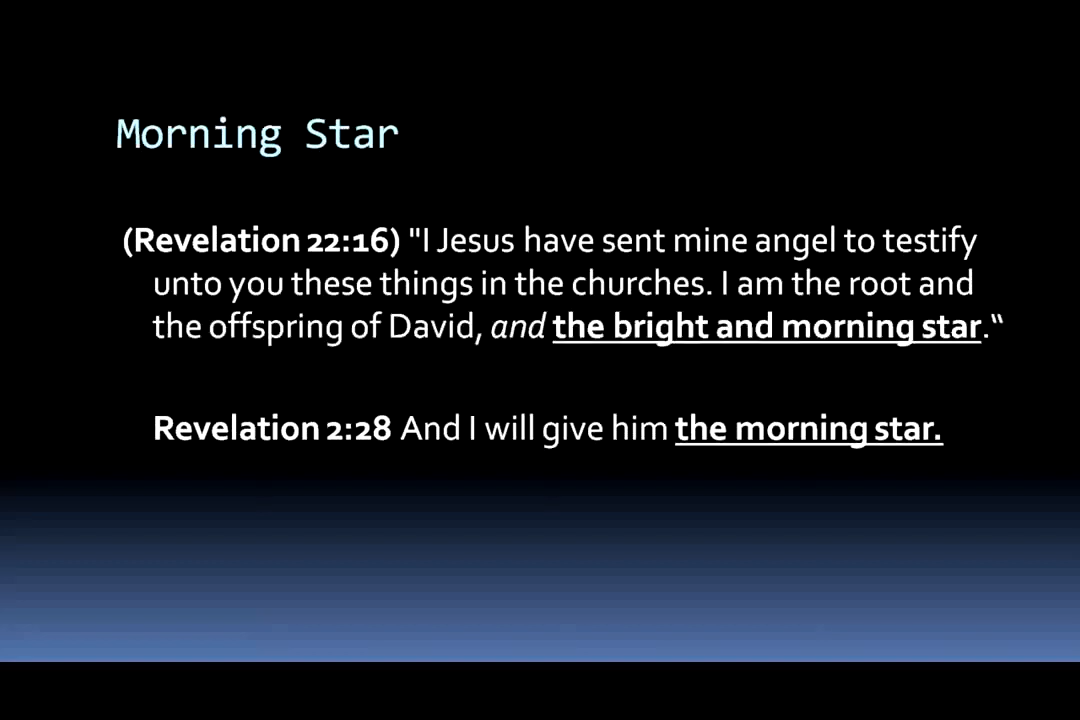 Morning Star
(Revelation 22:16) "I Jesus have sent mine angel to testify
unto you these things in the churches. I am the root and
the offspring of David, and the bright and morning star.“
Revelation 2:28 And I will give him the morning star.